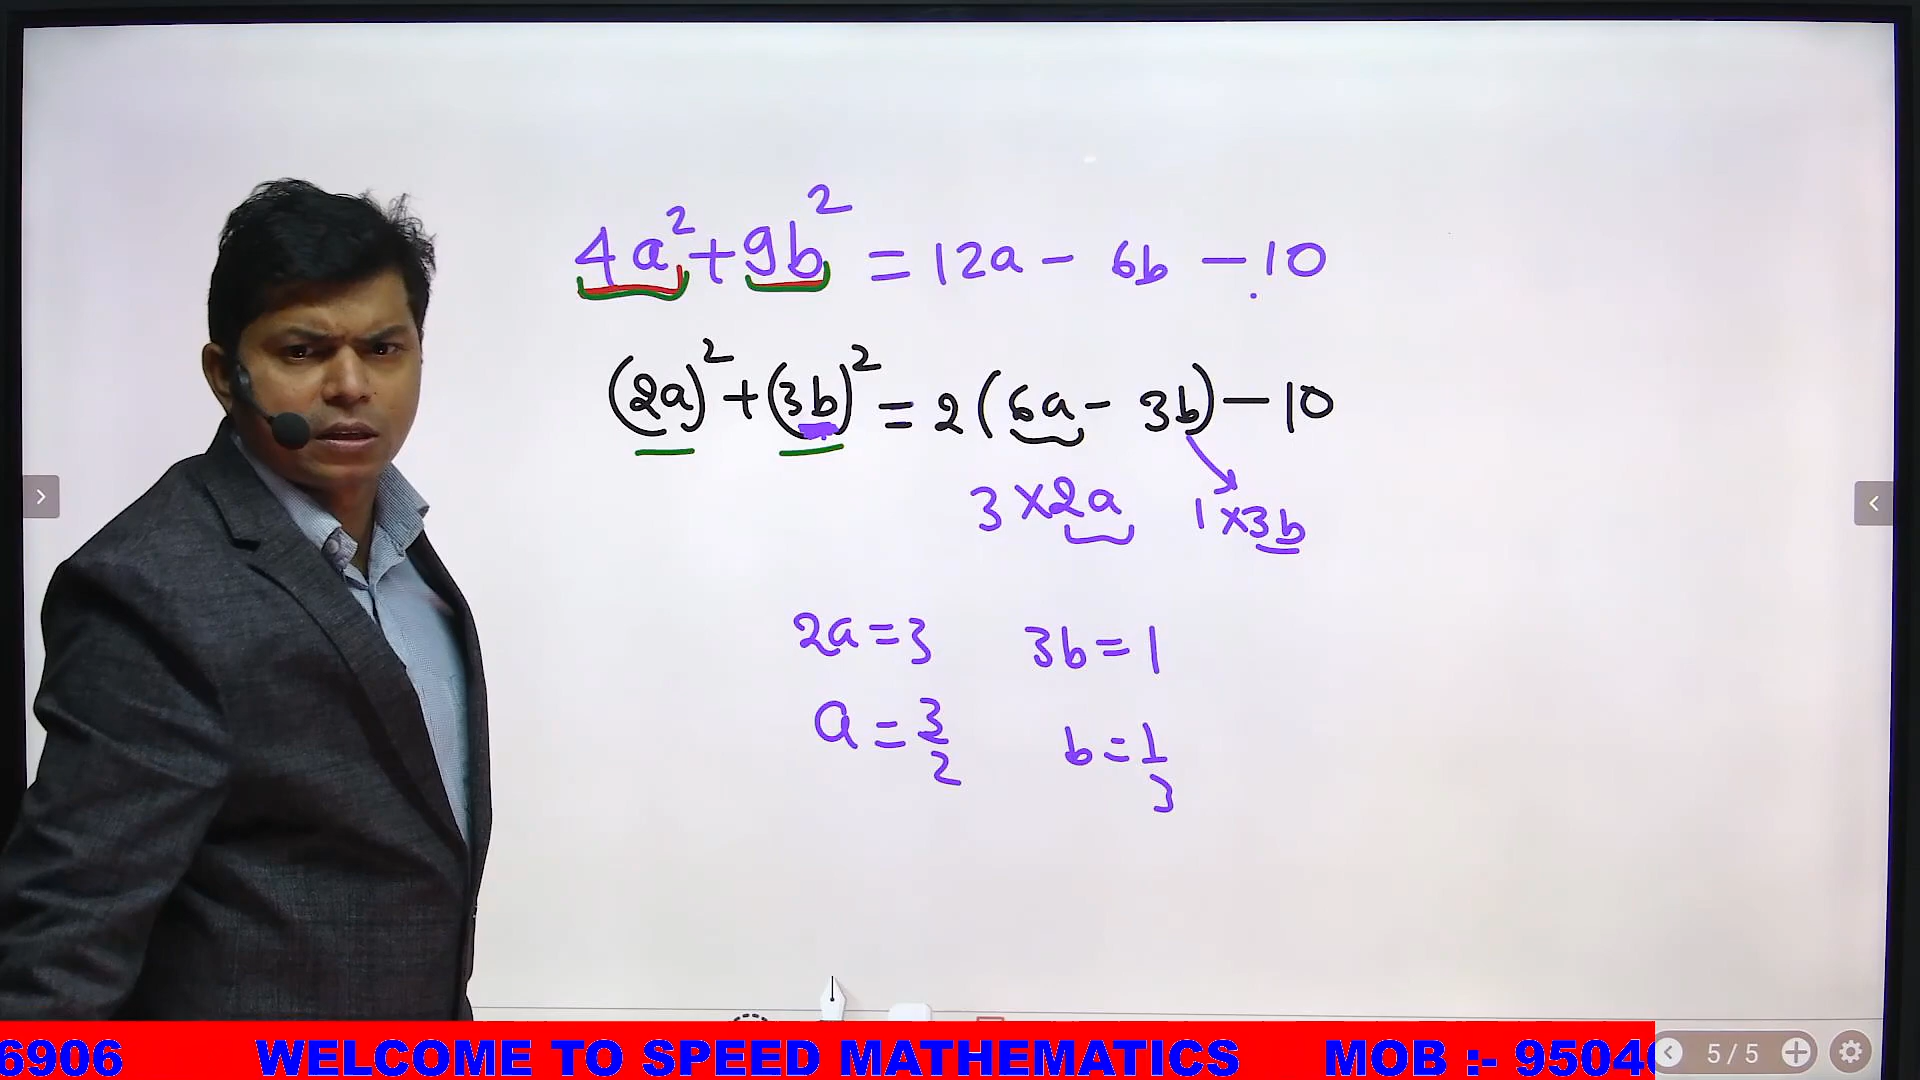 4a² + 9b² = 12a - 6b - 10
(2a)² + (3b)² = 2(6a - 3b) - 10
3 × 2a 1 × 3b
2a = 3 3b = 1
a = 3/2 b = 1/3
6906 WELCOME TO SPEED MATHEMATICS MOB :- 9504
5 / 5